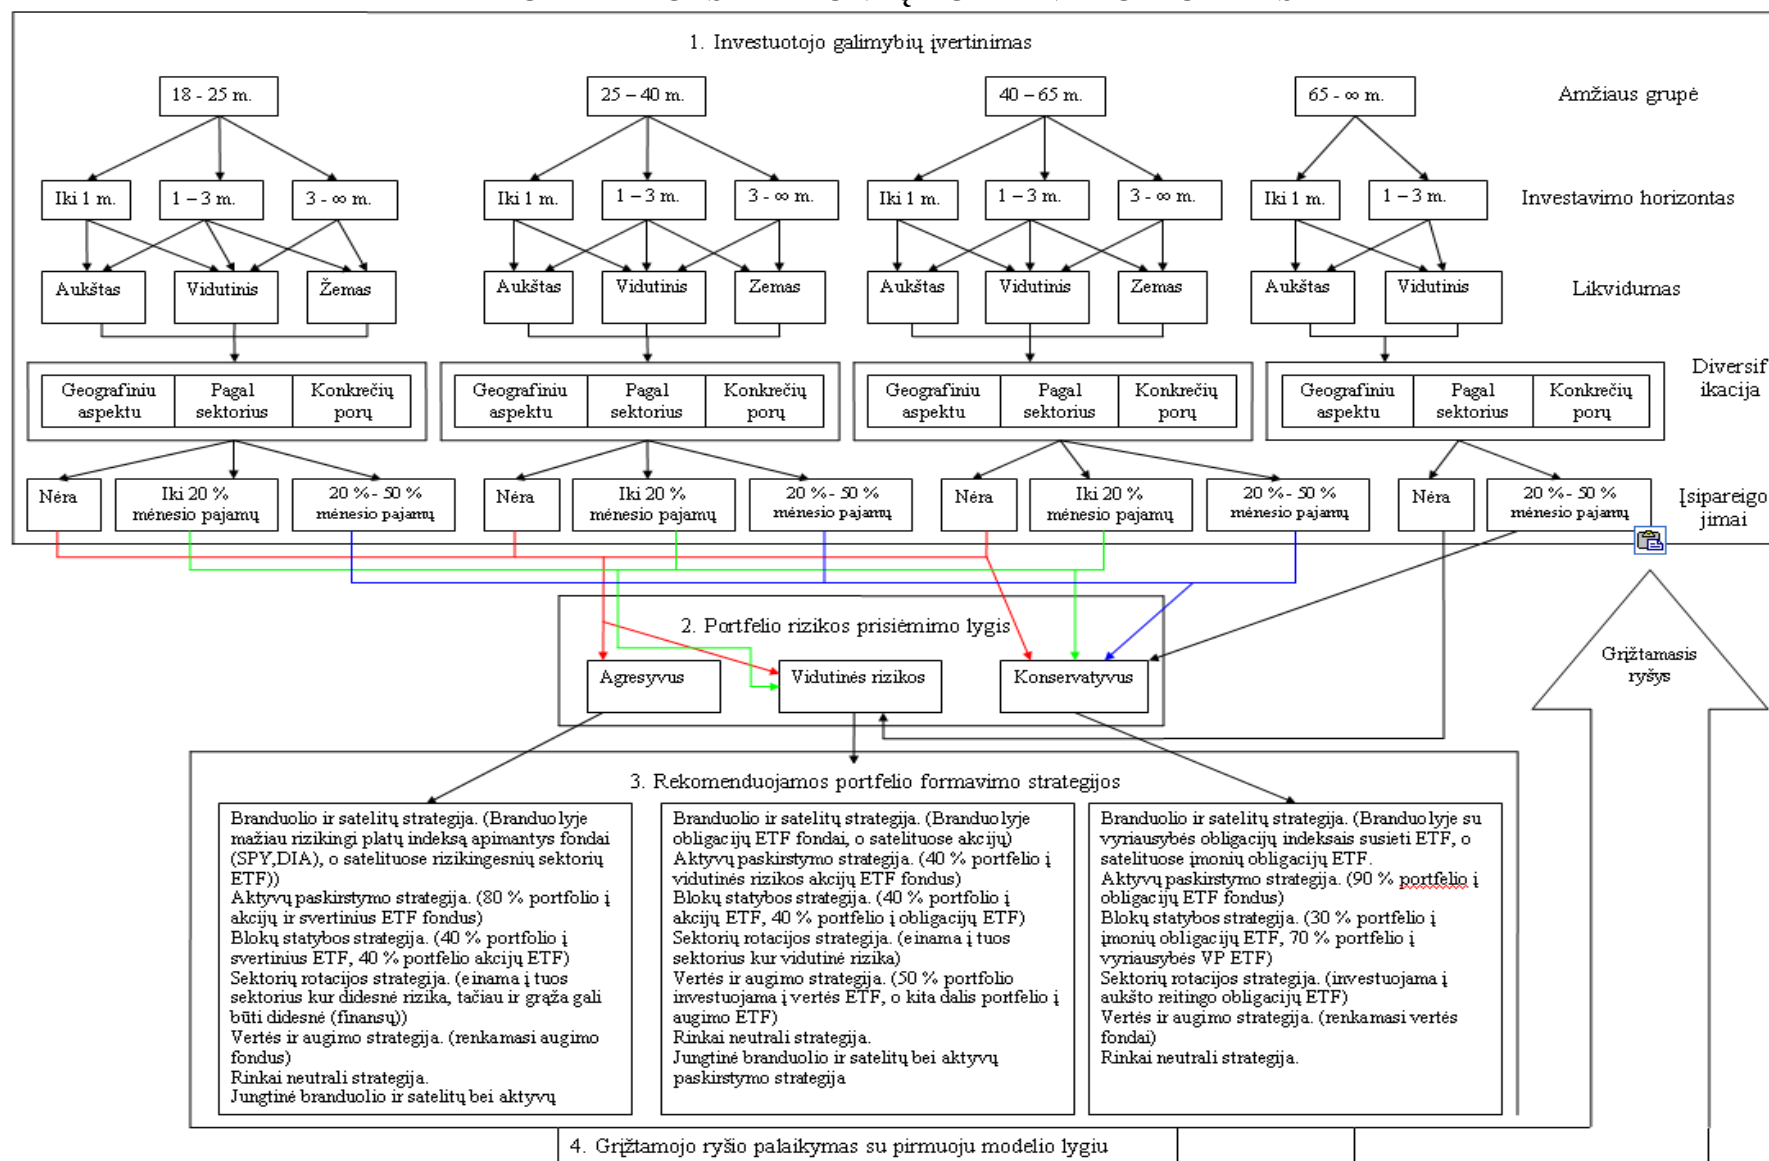 1. Investuotojo galimybių įvertinimas
18 - 25 m.
25 – 40 m.
40 – 65 m.
65 - ∞ m.
Amžiaus grupė
Iki 1 m.
1 – 3 m.
3 - ∞ m.
Iki 1 m.
1 – 3 m.
3 - ∞ m.
Iki 1 m.
1 – 3 m.
3 - ∞ m.
Iki 1 m.
1 – 3 m.
Investavimo horizontas
Aukštas
Vidutinis
Žemas
Aukštas
Vidutinis
Zemas
Aukštas
Vidutinis
Zemas
Aukštas
Vidutinis
Likvidumas
Geografiniu
aspektu
Pagal
sektorius
Konkrečių
porų
Geografiniu
aspektu
Pagal
sektorius
Konkrečių
porų
Geografiniu
aspektu
Pagal
sektorius
Konkrečių
porų
Geografiniu
aspektu
Pagal
sektorius
Konkrečių
porų
Diversif
ikacija
Nėra
Iki 20 %
mėnesio pajamų
20 %- 50 %
mėnesio pajamų
Nėra
Iki 20 %
mėnesio pajamų
20 %- 50 %
mėnesio pajamų
Nėra
Iki 20 %
mėnesio pajamų
20 %- 50 %
mėnesio pajamų
Nėra
20 %- 50 %
mėnesio pajamų
Įsipareigo
jimai
2. Portfelio rizikos prisiėmimo lygis
Agresyvus
Vidutinės rizikos
Konservatyvus
Grįžtamasis
ryšys
3. Rekomenduojamos portfelio formavimo strategijos
Branduolio ir satelitų strategija. (Branduolyje
mažiau rizikingi platų indeksą apimantys fondai
(SPY,DIA), o satelituose rizikingesnių sektorių
ETF))
Aktyvų paskirstymo strategija. (80 % portfolio į
akcijų ir svertinius ETF fondus)
Blokų statybos strategija. (40 % portfolio į
svertinius ETF, 40 % portfelio akcijų ETF)
Sektorių rotacijos strategija. (einama į tuos
sektorius kur didesnė rizika, tačiau ir grąža gali
būti didesnė (finansų))
Vertės ir augimo strategija. (renkamasi augimo
fondus)
Rinkai neutrali strategija.
Jungtinė branduolio ir satelitų bei aktyvų
Branduolio ir satelitų strategija. (Branduolyje
obligacijų ETF fondai, o satelituose akcijų)
Aktyvų paskirstymo strategija. (40 % portfelio į
vidutinės rizikos akcijų ETF fondus)
Blokų statybos strategija. (40 % portfelio į
akcijų ETF, 40 % portfelio į obligacijų ETF)
Sektorių rotacijos strategija. (einama į tuos
sektorius kur vidutinė rizika)
Vertės ir augimo strategija. (50 % portfolio
investuojama į vertės ETF, o kita dalis portfelio į
augimo ETF)
Rinkai neutrali strategija.
Jungtinė branduolio ir satelitų bei aktyvų
paskirstymo strategija
Branduolio ir satelitų strategija. (Branduolyje su
vyriausybės obligacijų indeksais susieti ETF, o
satelituose įmonių obligacijų ETF.
Aktyvų paskirstymo strategija. (90 % portfelio į
obligacijų ETF fondus)
Blokų statybos strategija. (30 % portfelio į
įmonių obligacijų ETF, 70 % portfelio į
vyriausybės VP ETF)
Sektorių rotacijos strategija. (investuojama į
aukšto reitingo obligacijų ETF)
Vertės ir augimo strategija. (renkamasi vertės
fondai)
Rinkai neutrali strategija.
4. Grįžtamojo ryšio palaikymas su pirmuoju modelio lygiu